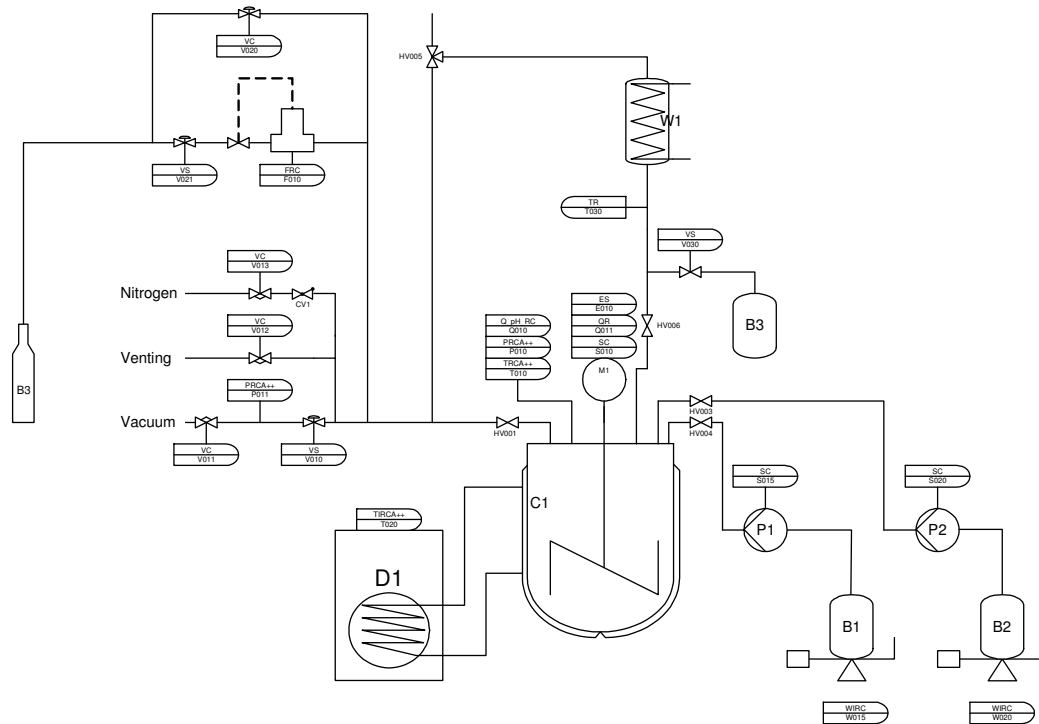 VC
V020
HV005
W1
VS
V021
FRC
F010
TR
T030
VS
V030
VC
V013
Nitrogen
CV1
ES
E010
QR
Q011
SC
S010
HV006
B3
Q_pH_RC
Q010
PRCA++
P010
TRCA++
T010
M1
VC
V012
Venting
B3
PRCA++
P011
Vacuum
VC
V011
VS
V010
HV001
HV003
HV004
SC
S015
SC
S020
C1
P1
P2
TIRCA++
T020
D1
B1
B2
WIRC
W015
WIRC
W020